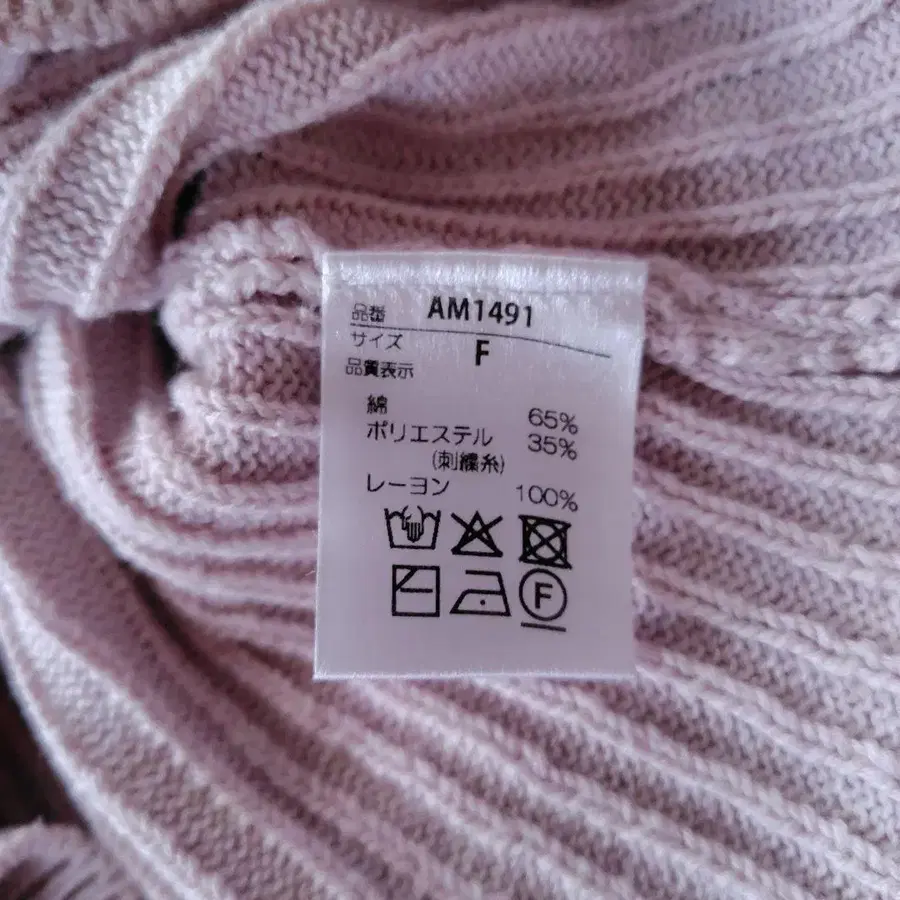 品番 AM1491
サイズ F
品質表示
綿 65%
ポリエステル 35%
(刺繍糸)
レーヨン 100%
F